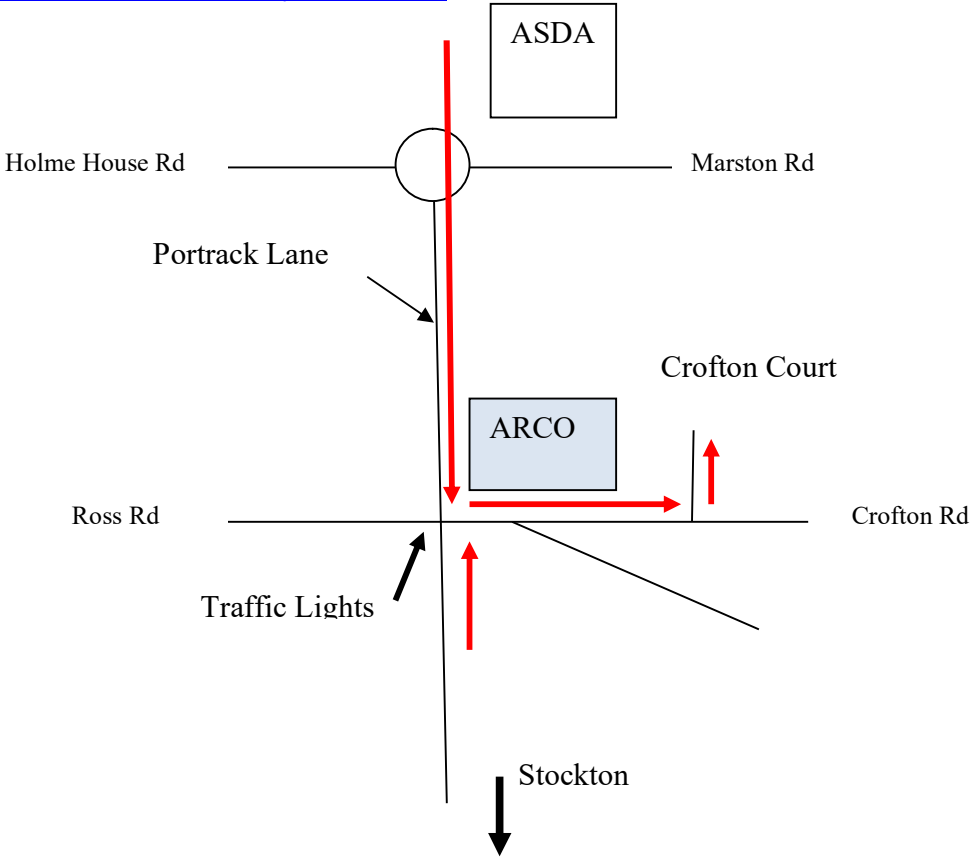 ASDA
Holme House Rd
Marston Rd
Portrack Lane
Crofton Court
ARCO
Ross Rd
Crofton Rd
Traffic Lights
Stockton